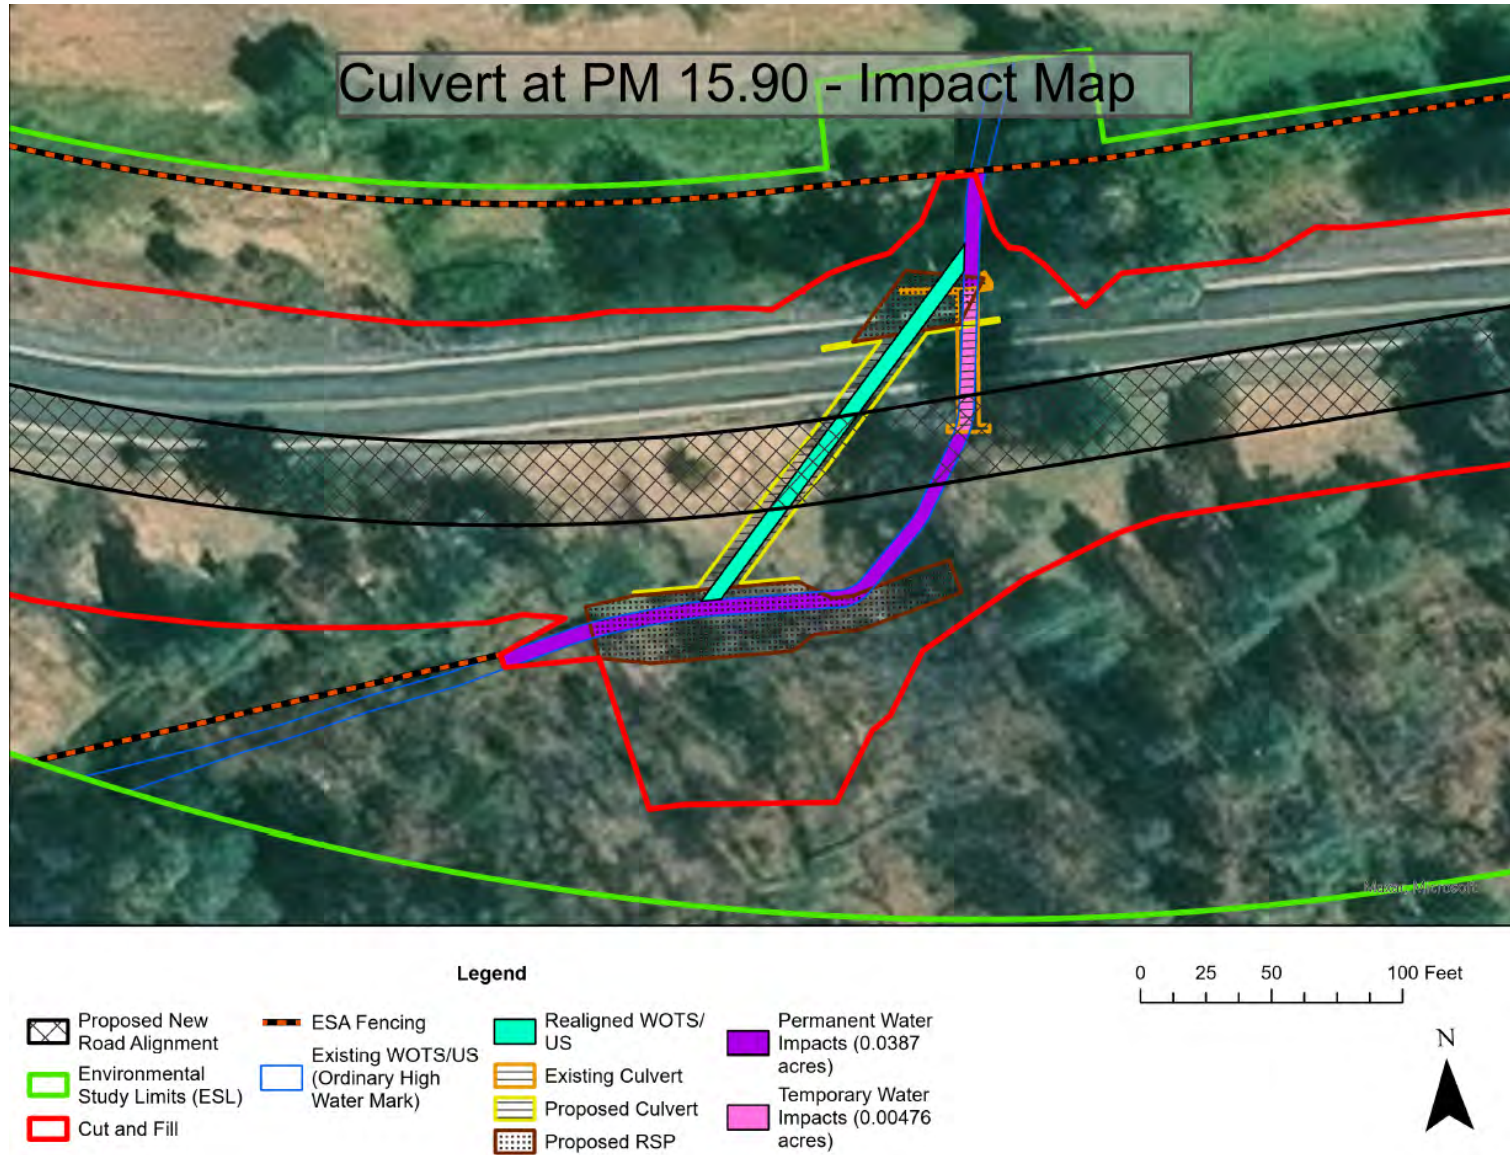 Culvert at PM 15.90 - Impact Map
Maxar, Microsoft
Legend
Proposed New
Road Alignment
Environmental
Study Limits (ESL)
Cut and Fill
ESA Fencing
Existing WOTS/US
(Ordinary High
Water Mark)
Realigned WOTS/
US
Existing Culvert
Proposed Culvert
Proposed RSP
Permanent Water
Impacts (0.0387
acres)
Temporary Water
Impacts (0.00476
acres)
0 25 50 100 Feet
N